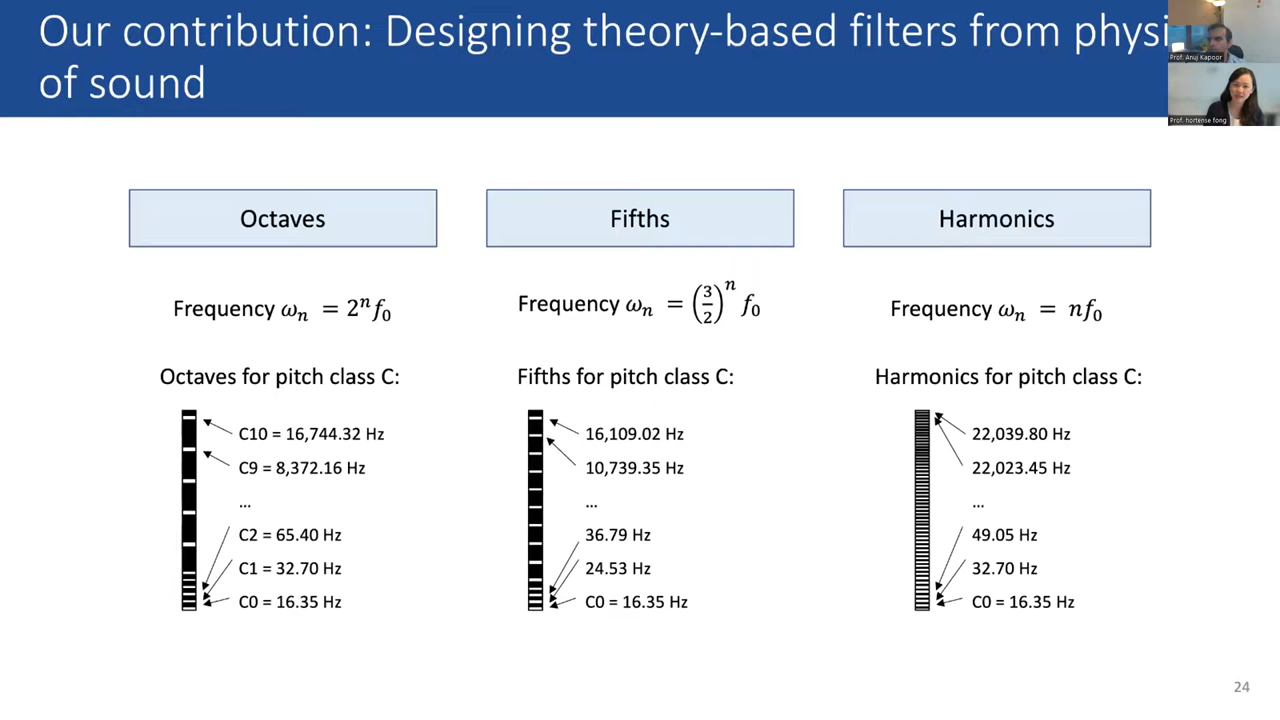 Our contribution: Designing theory-based filters from physi
of sound
Prof. Anuj Kapoor
Prof. hortense fong
Octaves
Fifths
Harmonics
Frequency ωₙ = 2ⁿf₀
Frequency ωₙ = (3/2)ⁿ f₀
Frequency ωₙ = nf₀
Octaves for pitch class C:
C10 = 16,744.32 Hz
C9 = 8,372.16 Hz
...
C2 = 65.40 Hz
C1 = 32.70 Hz
C0 = 16.35 Hz
Fifths for pitch class C:
16,109.02 Hz
10,739.35 Hz
...
36.79 Hz
24.53 Hz
C0 = 16.35 Hz
Harmonics for pitch class C:
22,039.80 Hz
22,023.45 Hz
...
49.05 Hz
32.70 Hz
C0 = 16.35 Hz
24